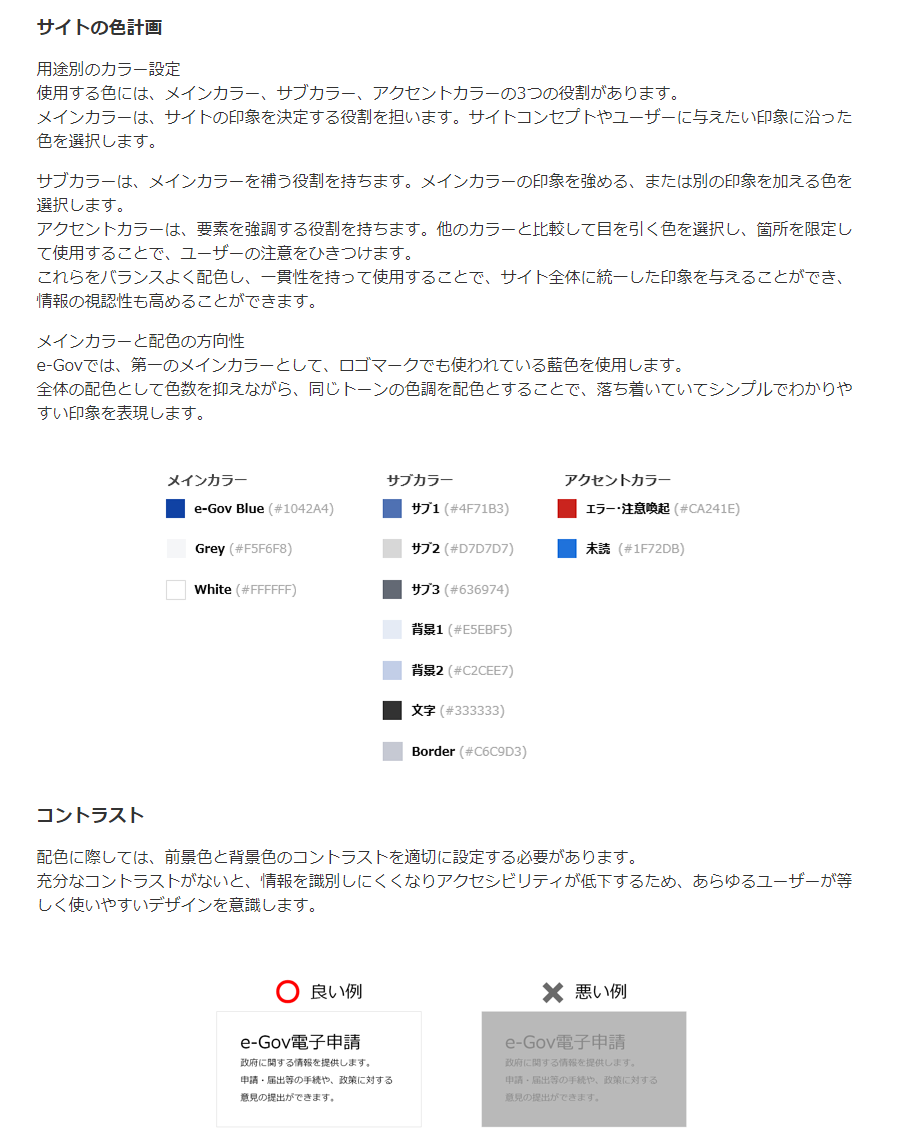 サイトの色計画
用途別のカラー設定
使用する色には、メインカラー、サブカラー、アクセントカラーの3つの役割があります。
メインカラーは、サイトの印象を決定する役割を担います。サイトコンセプトやユーザーに与えたい印象に沿った
色を選択します。
サブカラーは、メインカラーを補う役割を持ちます。メインカラーの印象を強める、または別の印象を加える色を
選択します。
アクセントカラーは、要素を強調する役割を持ちます。他のカラーと比較して目を引く色を選択し、箇所を限定し
て使用することで、ユーザーの注意をひきつけます。
これらをバランスよく配色し、一貫性を持って使用することで、サイト全体に統一した印象を与えることができ、
情報の視認性も高めることができます。
メインカラーと配色の方向性
e-Govでは、第一のメインカラーとして、ロゴマークでも使われている藍色を使用します。
全体の配色として色数を抑えながら、同じトーンの色調を配色とすることで、落ち着いていてシンプルでわかりや
すい印象を表現します。
メインカラー
e-Gov Blue (#1042A4)
Grey (#F5F6F8)
White (#FFFFFF)
サブカラー
サブ1 (#4F71B3)
サブ2 (#D7D7D7)
サブ3 (#636974)
背景1 (#E5EBF5)
背景2 (#C2CEE7)
文字 (#333333)
Border (#C6C9D3)
アクセントカラー
エラー・注意喚起 (#CA241E)
未読 (#1F72DB)
コントラスト
配色に際しては、前景色と背景色のコントラストを適切に設定する必要があります。
充分なコントラストがないと、情報を識別しにくくなりアクセシビリティが低下するため、あらゆるユーザーが等
しく使いやすいデザインを意識します。
良い例
e-Gov電子申請
政府に関する情報を提供します。
申請・届出等の手続や、政策に対する
意見の提出ができます。
悪い例
e-Gov電子申請
政府に関する情報を提供します。
申請・届出等の手続や、政策に対する
意見の提出ができます。